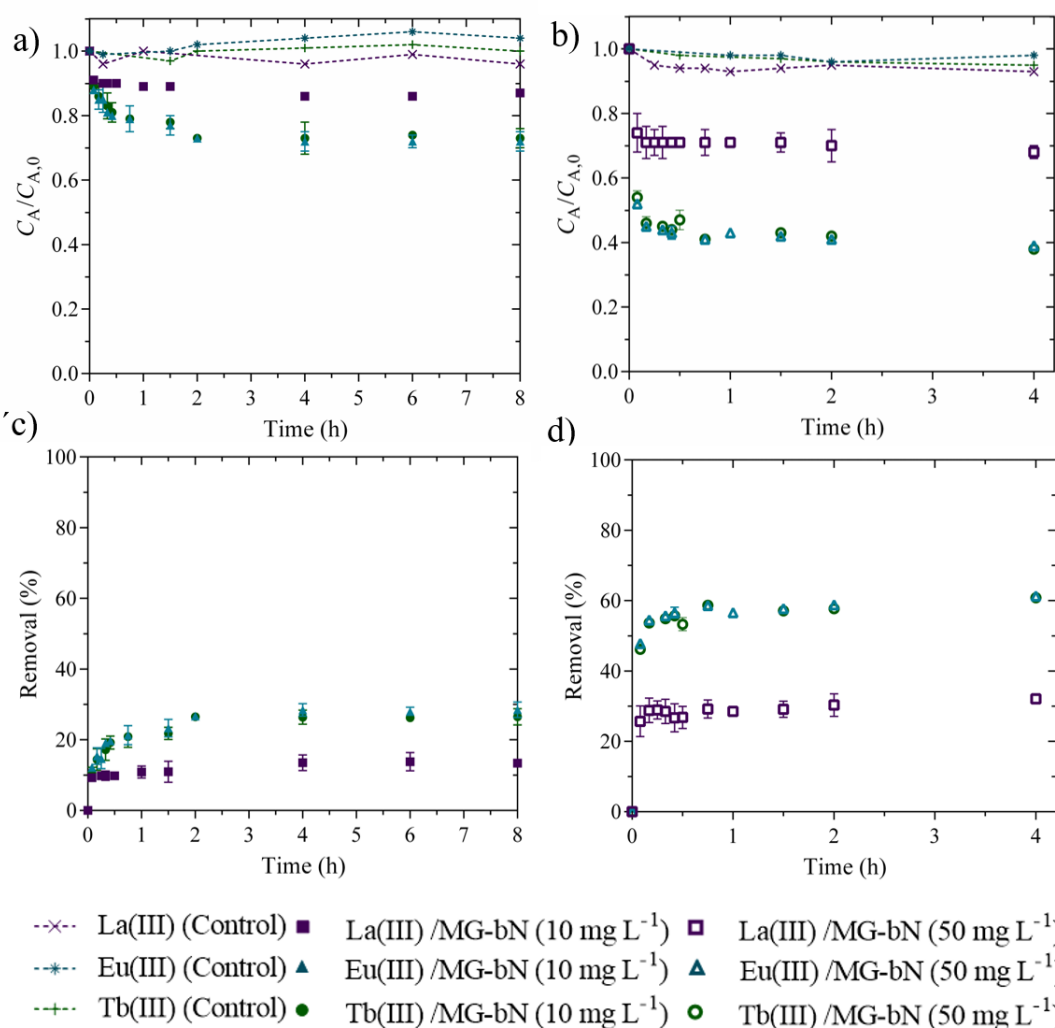 a)
C_A/C_A,0
1.0
0.8
0.6
0.4
0.2
0.0
0 1 2 3 4 5 6 7 8
Time (h)
b)
C_A/C_A,0
1.0
0.8
0.6
0.4
0.2
0.0
0 1 2 3 4
Time (h)
´c)
Removal (%)
100
80
60
40
20
0
0 1 2 3 4 5 6 7 8
Time (h)
d)
Removal (%)
100
80
60
40
20
0
0 1 2 3 4
Time (h)
La(III) (Control) La(III) /MG-bN (10 mg L⁻¹) La(III) /MG-bN (50 mg L⁻¹
Eu(III) (Control) Eu(III) /MG-bN (10 mg L⁻¹) Eu(III) /MG-bN (50 mg L⁻¹
Tb(III) (Control) Tb(III) /MG-bN (10 mg L⁻¹) Tb(III) /MG-bN (50 mg L⁻¹